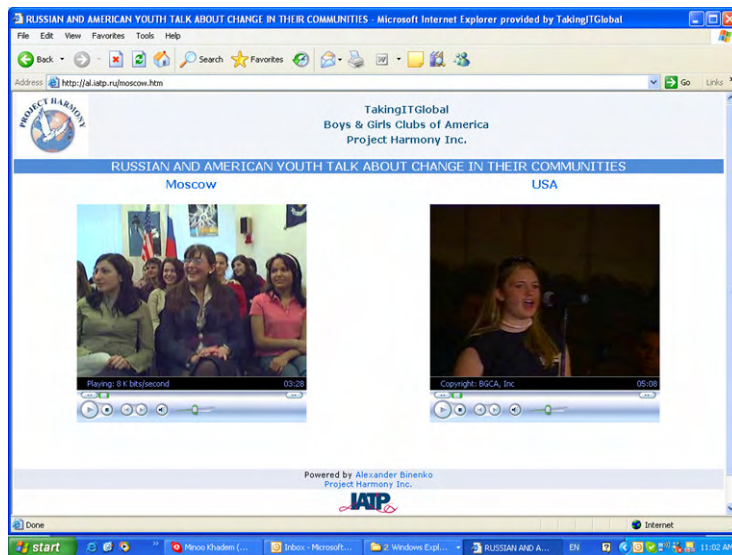 RUSSIAN AND AMERICAN YOUTH TALK ABOUT CHANGE IN THEIR COMMUNITIES - Microsoft Internet Explorer provided by TakingITGlobal
File Edit View Favorites Tools Help
Back Search Favorites
Address http://al.iatp.ru/moscow.htm Go Links
PROJECT HARMONY
TakingITGlobal
Boys & Girls Clubs of America
Project Harmony Inc.
RUSSIAN AND AMERICAN YOUTH TALK ABOUT CHANGE IN THEIR COMMUNITIES
Moscow USA
Playing: 8 K bits/second 03:28 Copyright: BGCA, Inc 05:08
Powered by Alexander Binenko
Project Harmony Inc.
IATP
Done Internet
start Minoo Khadem (... Inbox - Microsoft... 2 Windows Expl... RUSSIAN AND A... EN 11:02 AM